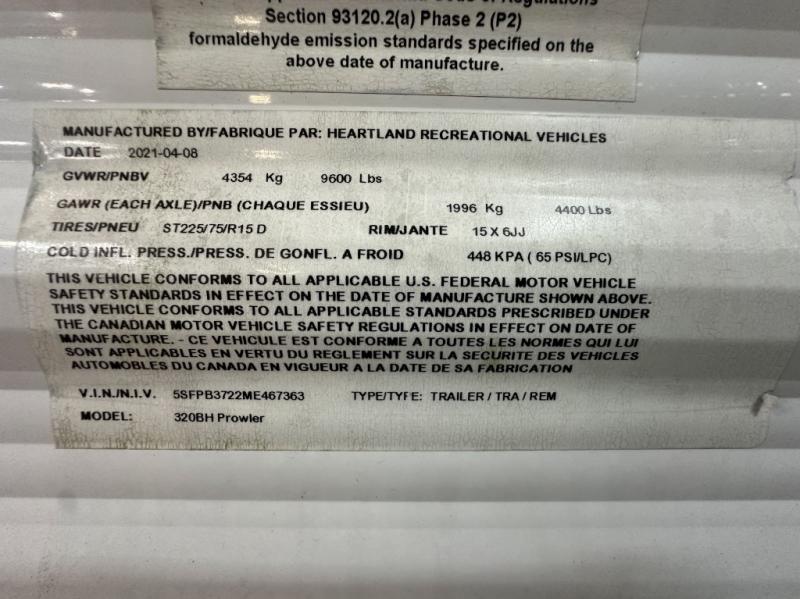 Section 93120.2(a) Phase 2 (P2)
formaldehyde emission standards specified on the
above date of manufacture.
MANUFACTURED BY/FABRIQUE PAR: HEARTLAND RECREATIONAL VEHICLES
DATE 2021-04-08
GVWR/PNBV 4354 Kg 9600 Lbs
GAWR (EACH AXLE)/PNB (CHAQUE ESSIEU) 1996 Kg 4400 Lbs
TIRES/PNEU ST225/75/R15 D RIM/JANTE 15 X 6JJ
COLD INFL. PRESS./PRESS. DE GONFL. A FROID 448 KPA ( 65 PSI/LPC)
THIS VEHICLE CONFORMS TO ALL APPLICABLE U.S. FEDERAL MOTOR VEHICLE
SAFETY STANDARDS IN EFFECT ON THE DATE OF MANUFACTURE SHOWN ABOVE.
THIS VEHICLE CONFORMS TO ALL APPLICABLE STANDARDS PRESCRIBED UNDER
THE CANADIAN MOTOR VEHICLE SAFETY REGULATIONS IN EFFECT ON DATE OF
MANUFACTURE. - CE VEHICULE EST CONFORME A TOUTES LES NORMES QUI LUI
SONT APPLICABLES EN VERTU DU REGLEMENT SUR LA SECURITE DES VEHICLES
AUTOMOBLES DU CANADA EN VIGUEUR A LA DATE DE SA FABRICATION
V.I.N./N.I.V. 5SFPB3722ME467363 TYPE/TYFE: TRAILER / TRA / REM
MODEL: 320BH Prowler